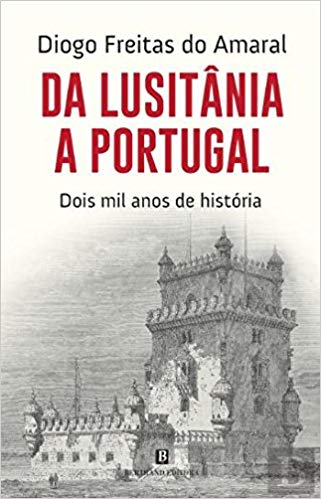 Diogo Freitas do Amaral
DA LUSITÂNIA
A PORTUGAL
Dois mil anos de história
B
BERTRAND EDITORA